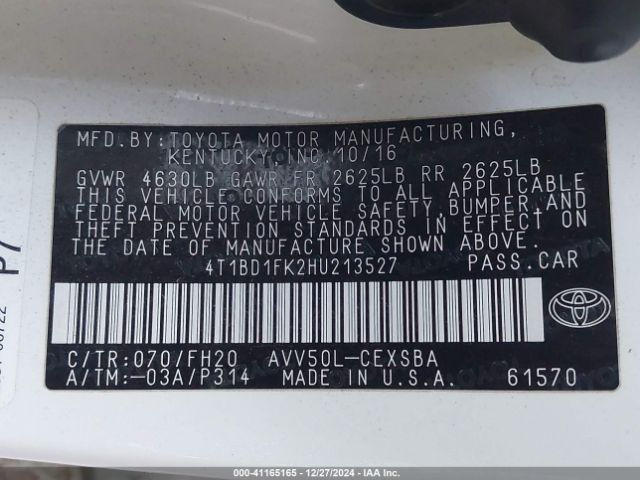 MFD.BY:TOYOTA MOTOR MANUFACTURING,
KENTUCKY,INC.10/16
GVWR 4630LB GAWR FR 2625LB RR 2625LB
THIS VEHICLE CONFORMS TO ALL APPLICABLE
FEDERAL MOTOR VEHICLE SAFETY,BUMPER,AND
THEFT PREVENTION STANDARDS IN EFFECT ON
THE DATE OF MANUFACTURE SHOWN ABOVE.
4T1BD1FK2HU213527 PASS.CAR
C/TR:070/FH20 AVV50L-CEXSBA
A/TM:-03A/P314 MADE IN U.S.A. 61570
P7
000-41165165 | 12/27/2024 | IAA Inc.